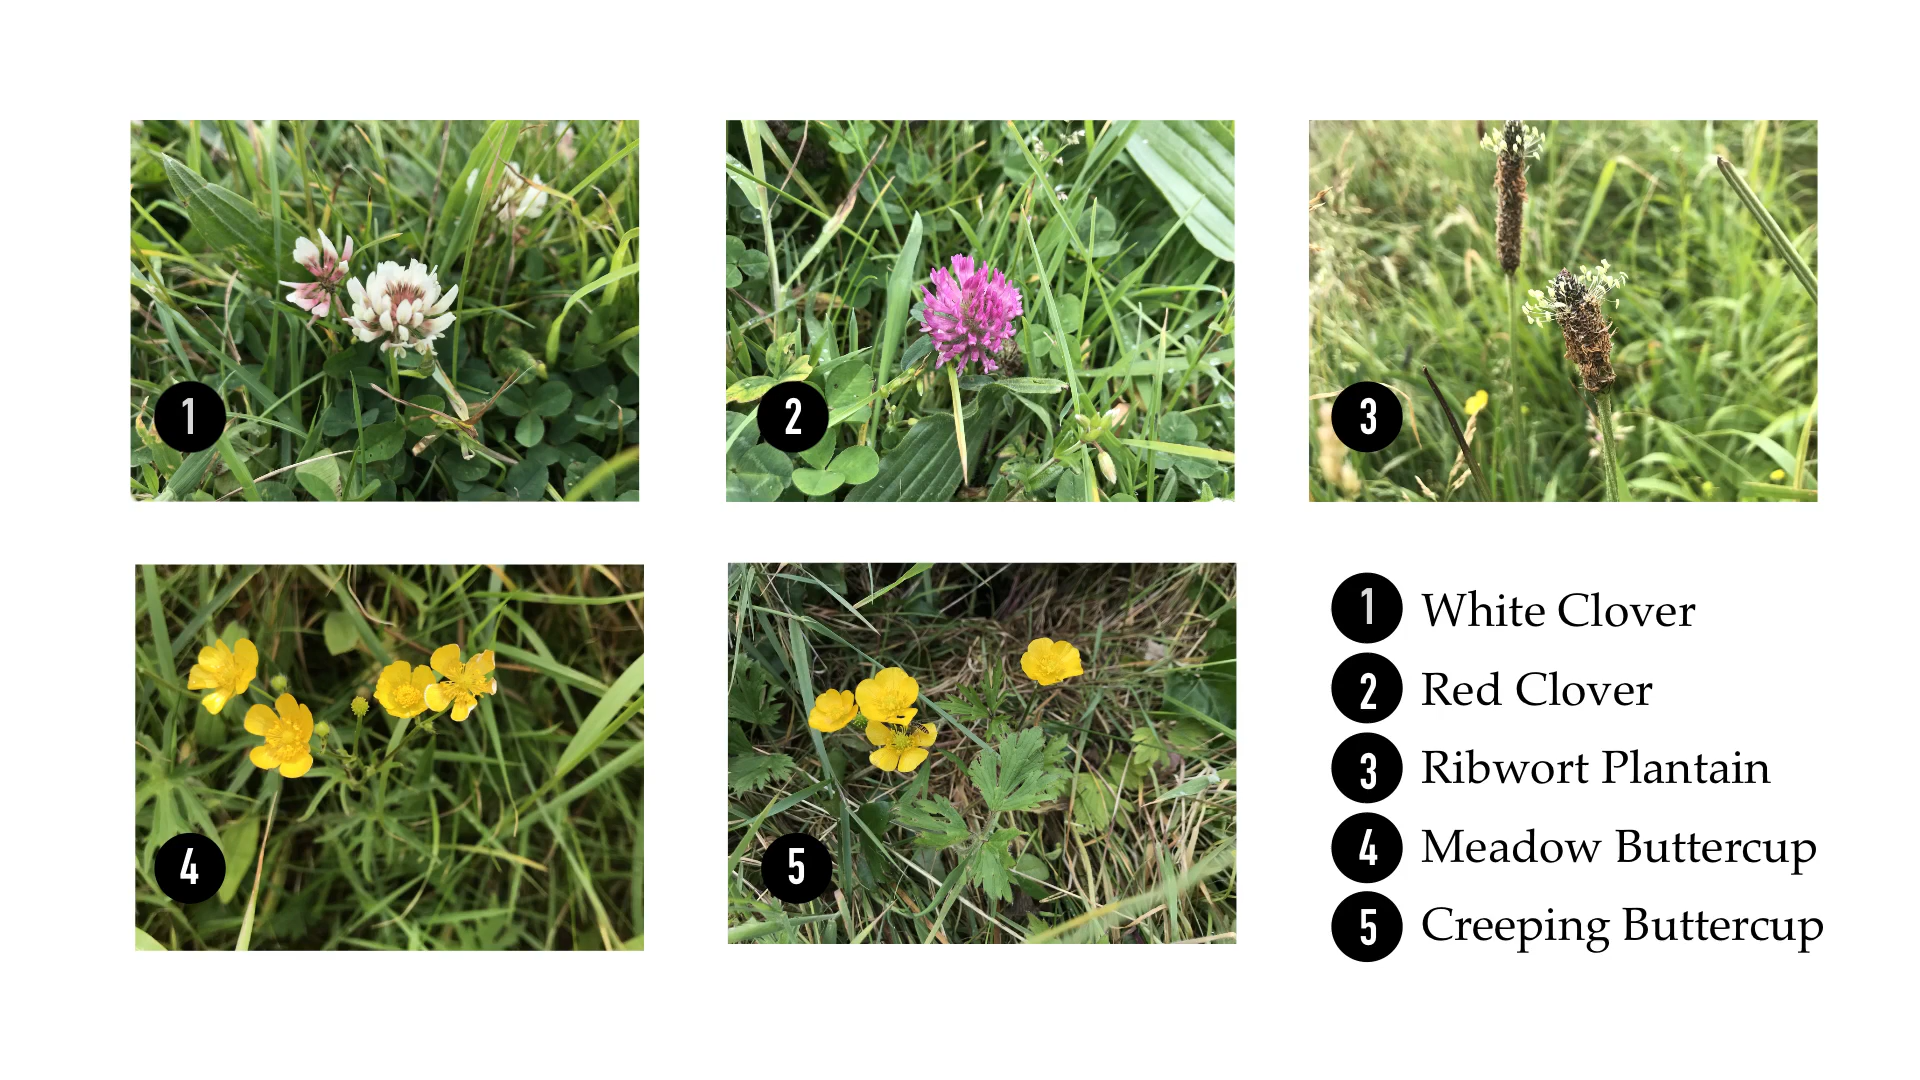 1
2
3
4
5
1 White Clover
2 Red Clover
3 Ribwort Plantain
4 Meadow Buttercup
5 Creeping Buttercup